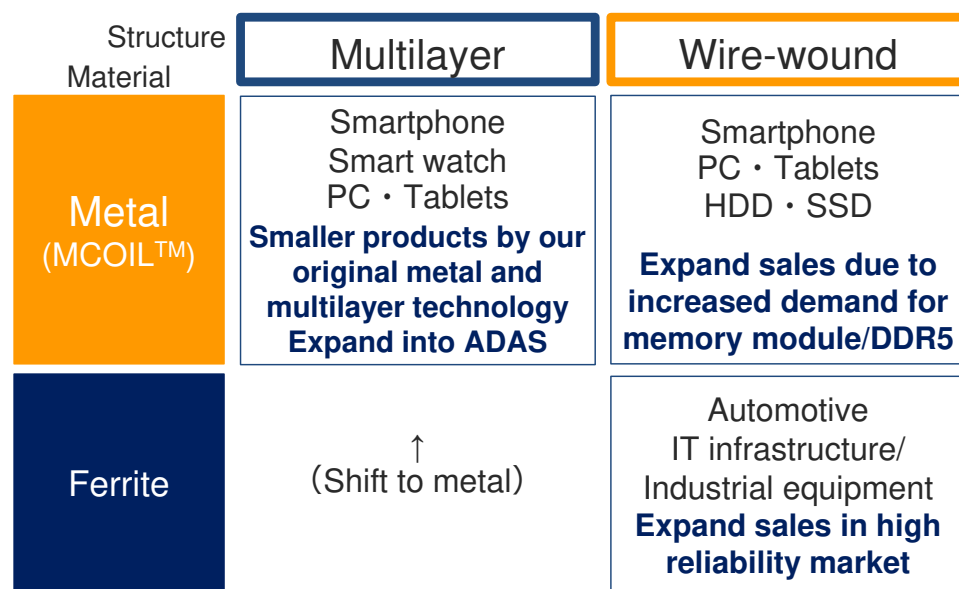 Structure
Material
Multilayer
Wire-wound
Metal
(MCOIL™)
Smartphone
Smart watch
PC・Tablets
Smaller products by our
original metal and
multilayer technology
Expand into ADAS
Smartphone
PC・Tablets
HDD・SSD
Expand sales due to
increased demand for
memory module/DDR5
Ferrite
↑
(Shift to metal)
Automotive
IT infrastructure/
Industrial equipment
Expand sales in high
reliability market